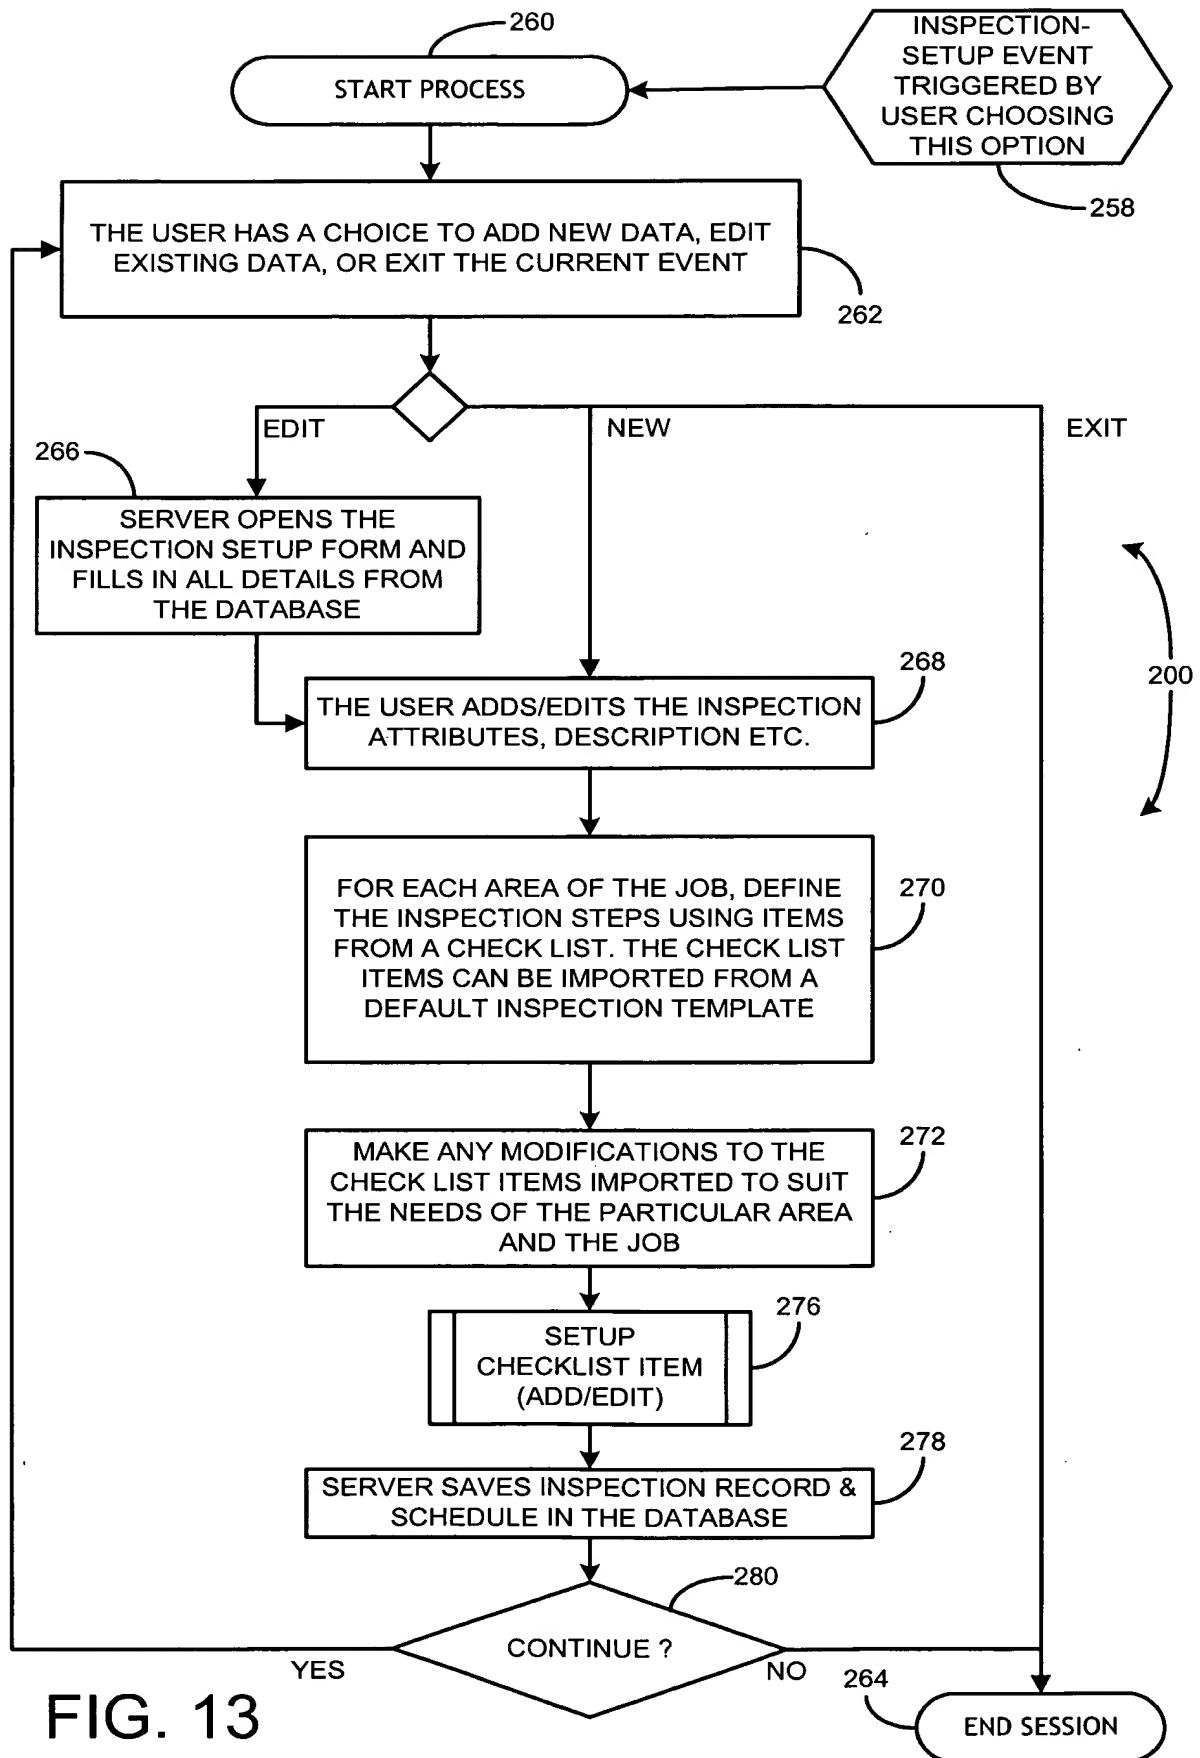 260
START PROCESS
INSPECTION-
SETUP EVENT
TRIGGERED BY
USER CHOOSING
THIS OPTION
258
THE USER HAS A CHOICE TO ADD NEW DATA, EDIT
EXISTING DATA, OR EXIT THE CURRENT EVENT
262
EDIT
NEW
EXIT
266
SERVER OPENS THE
INSPECTION SETUP FORM AND
FILLS IN ALL DETAILS FROM
THE DATABASE
200
268
THE USER ADDS/EDITS THE INSPECTION
ATTRIBUTES, DESCRIPTION ETC.
270
FOR EACH AREA OF THE JOB, DEFINE
THE INSPECTION STEPS USING ITEMS
FROM A CHECK LIST. THE CHECK LIST
ITEMS CAN BE IMPORTED FROM A
DEFAULT INSPECTION TEMPLATE
272
MAKE ANY MODIFICATIONS TO THE
CHECK LIST ITEMS IMPORTED TO SUIT
THE NEEDS OF THE PARTICULAR AREA
AND THE JOB
276
SETUP
CHECKLIST ITEM
(ADD/EDIT)
278
SERVER SAVES INSPECTION RECORD &
SCHEDULE IN THE DATABASE
280
CONTINUE ?
YES
NO
264
END SESSION
FIG. 13